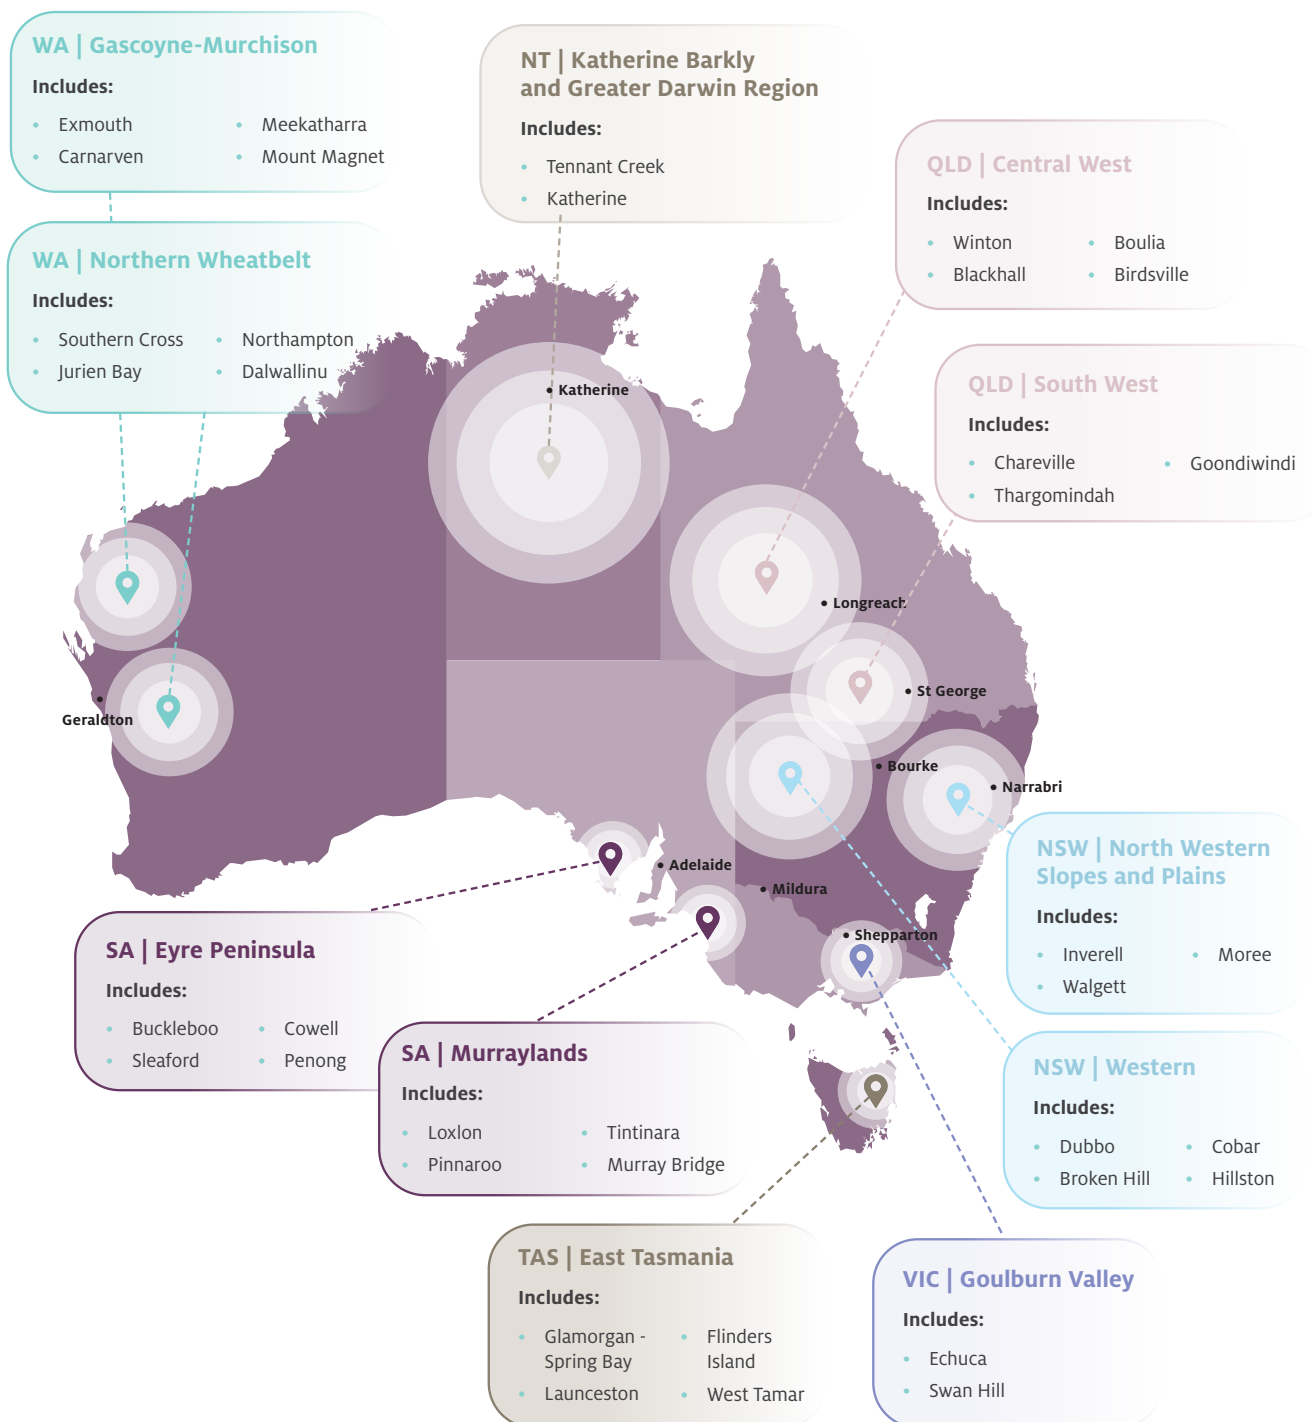 WA | Gascoyne-Murchison
Includes:
• Exmouth
• Carnarven
• Meekatharra
• Mount Magnet
WA | Northern Wheatbelt
Includes:
• Southern Cross
• Jurien Bay
• Northampton
• Dalwallinu
NT | Katherine Barkly
and Greater Darwin Region
Includes:
• Tennant Creek
• Katherine
QLD | Central West
Includes:
• Winton
• Blackhall
• Boulia
• Birdsville
QLD | South West
Includes:
• Chareville
• Thargomindah
• Goondiwindi
• Katherine
• Longreach
• St George
• Geraldton
• Bourke
• Narrabri
• Adelaide
• Mildura
• Shepparton
NSW | North Western
Slopes and Plains
Includes:
• Inverell
• Walgett
• Moree
SA | Eyre Peninsula
Includes:
• Buckleboo
• Sleaford
• Cowell
• Penong
SA | Murraylands
Includes:
• Loxlon
• Pinnaroo
• Tintinara
• Murray Bridge
NSW | Western
Includes:
• Dubbo
• Broken Hill
• Cobar
• Hillston
TAS | East Tasmania
Includes:
• Glamorgan -
Spring Bay
• Launceston
• Flinders
Island
• West Tamar
VIC | Goulburn Valley
Includes:
• Echuca
• Swan Hill